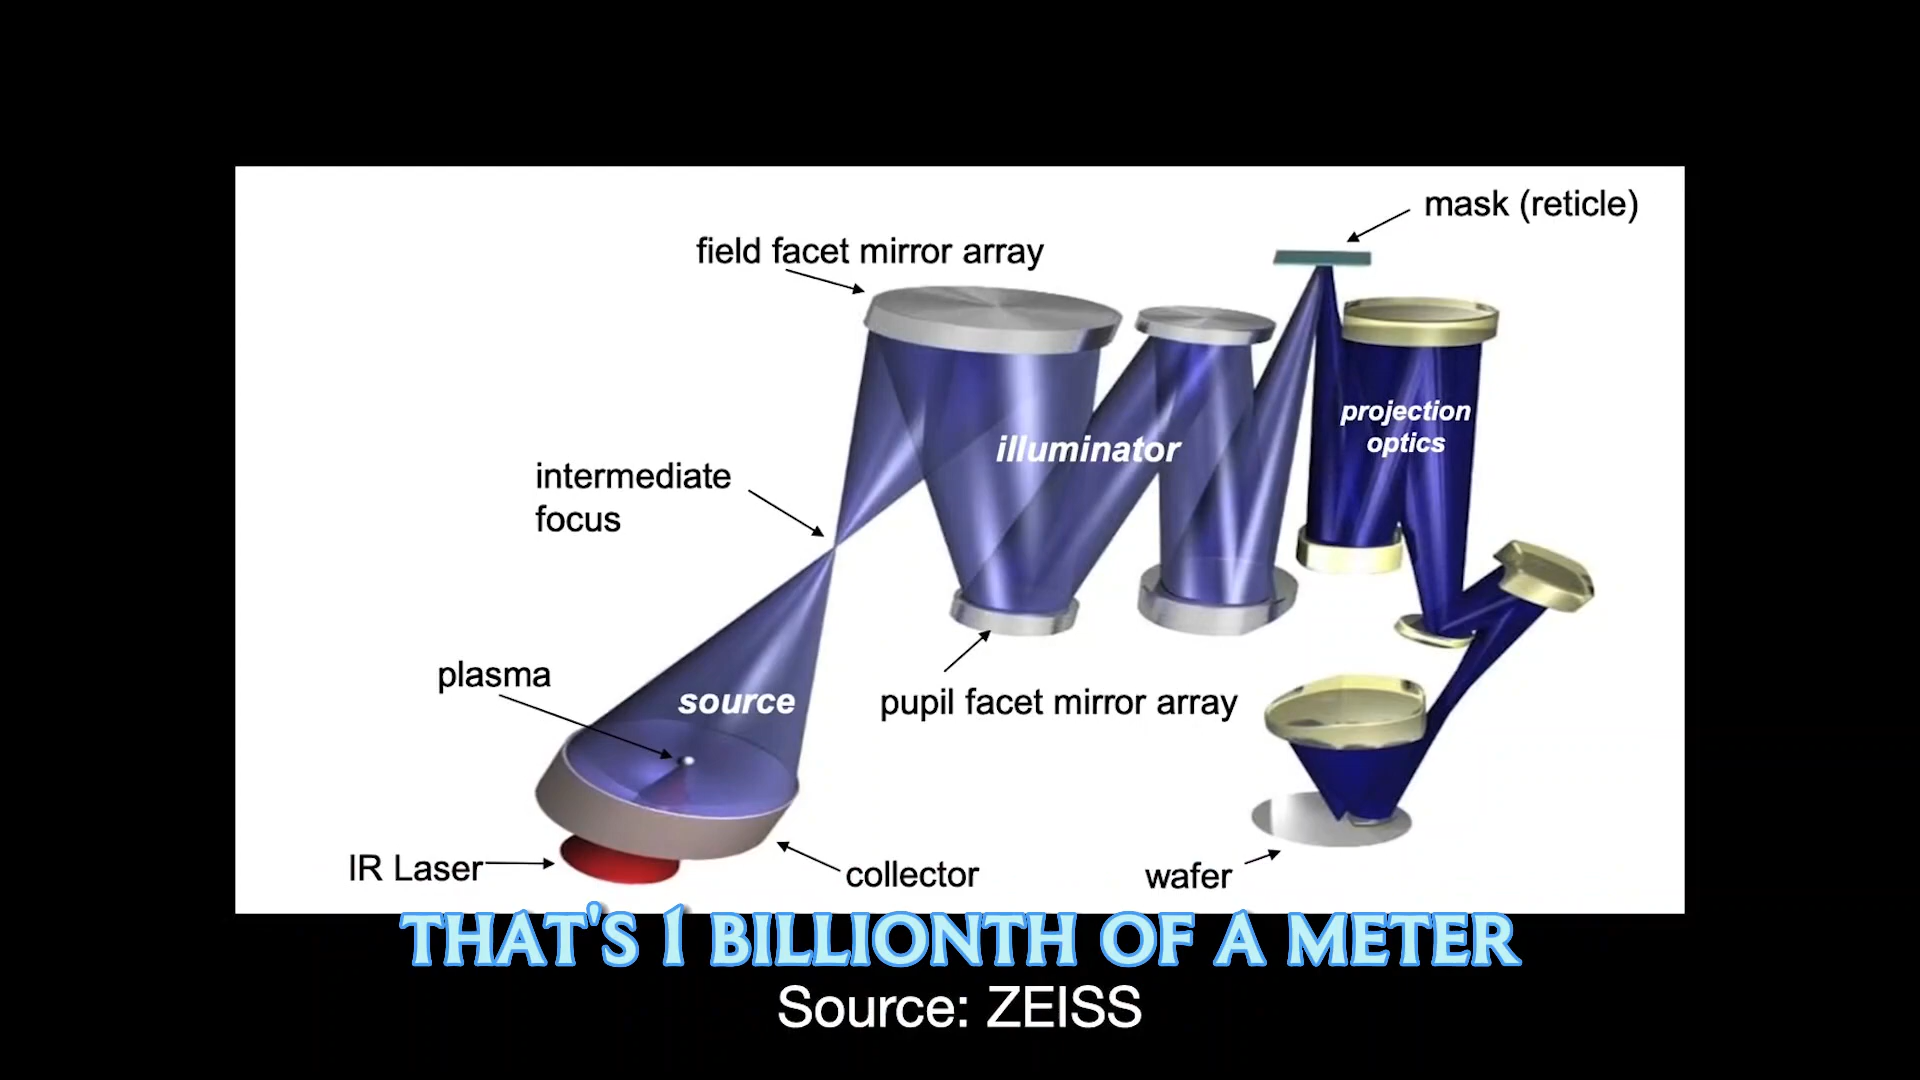 mask (reticle)
field facet mirror array
projection
optics
illuminator
intermediate
focus
plasma
source
pupil facet mirror array
IR Laser
collector
wafer
THAT'S 1 BILLIONTH OF A METER
Source: ZEISS